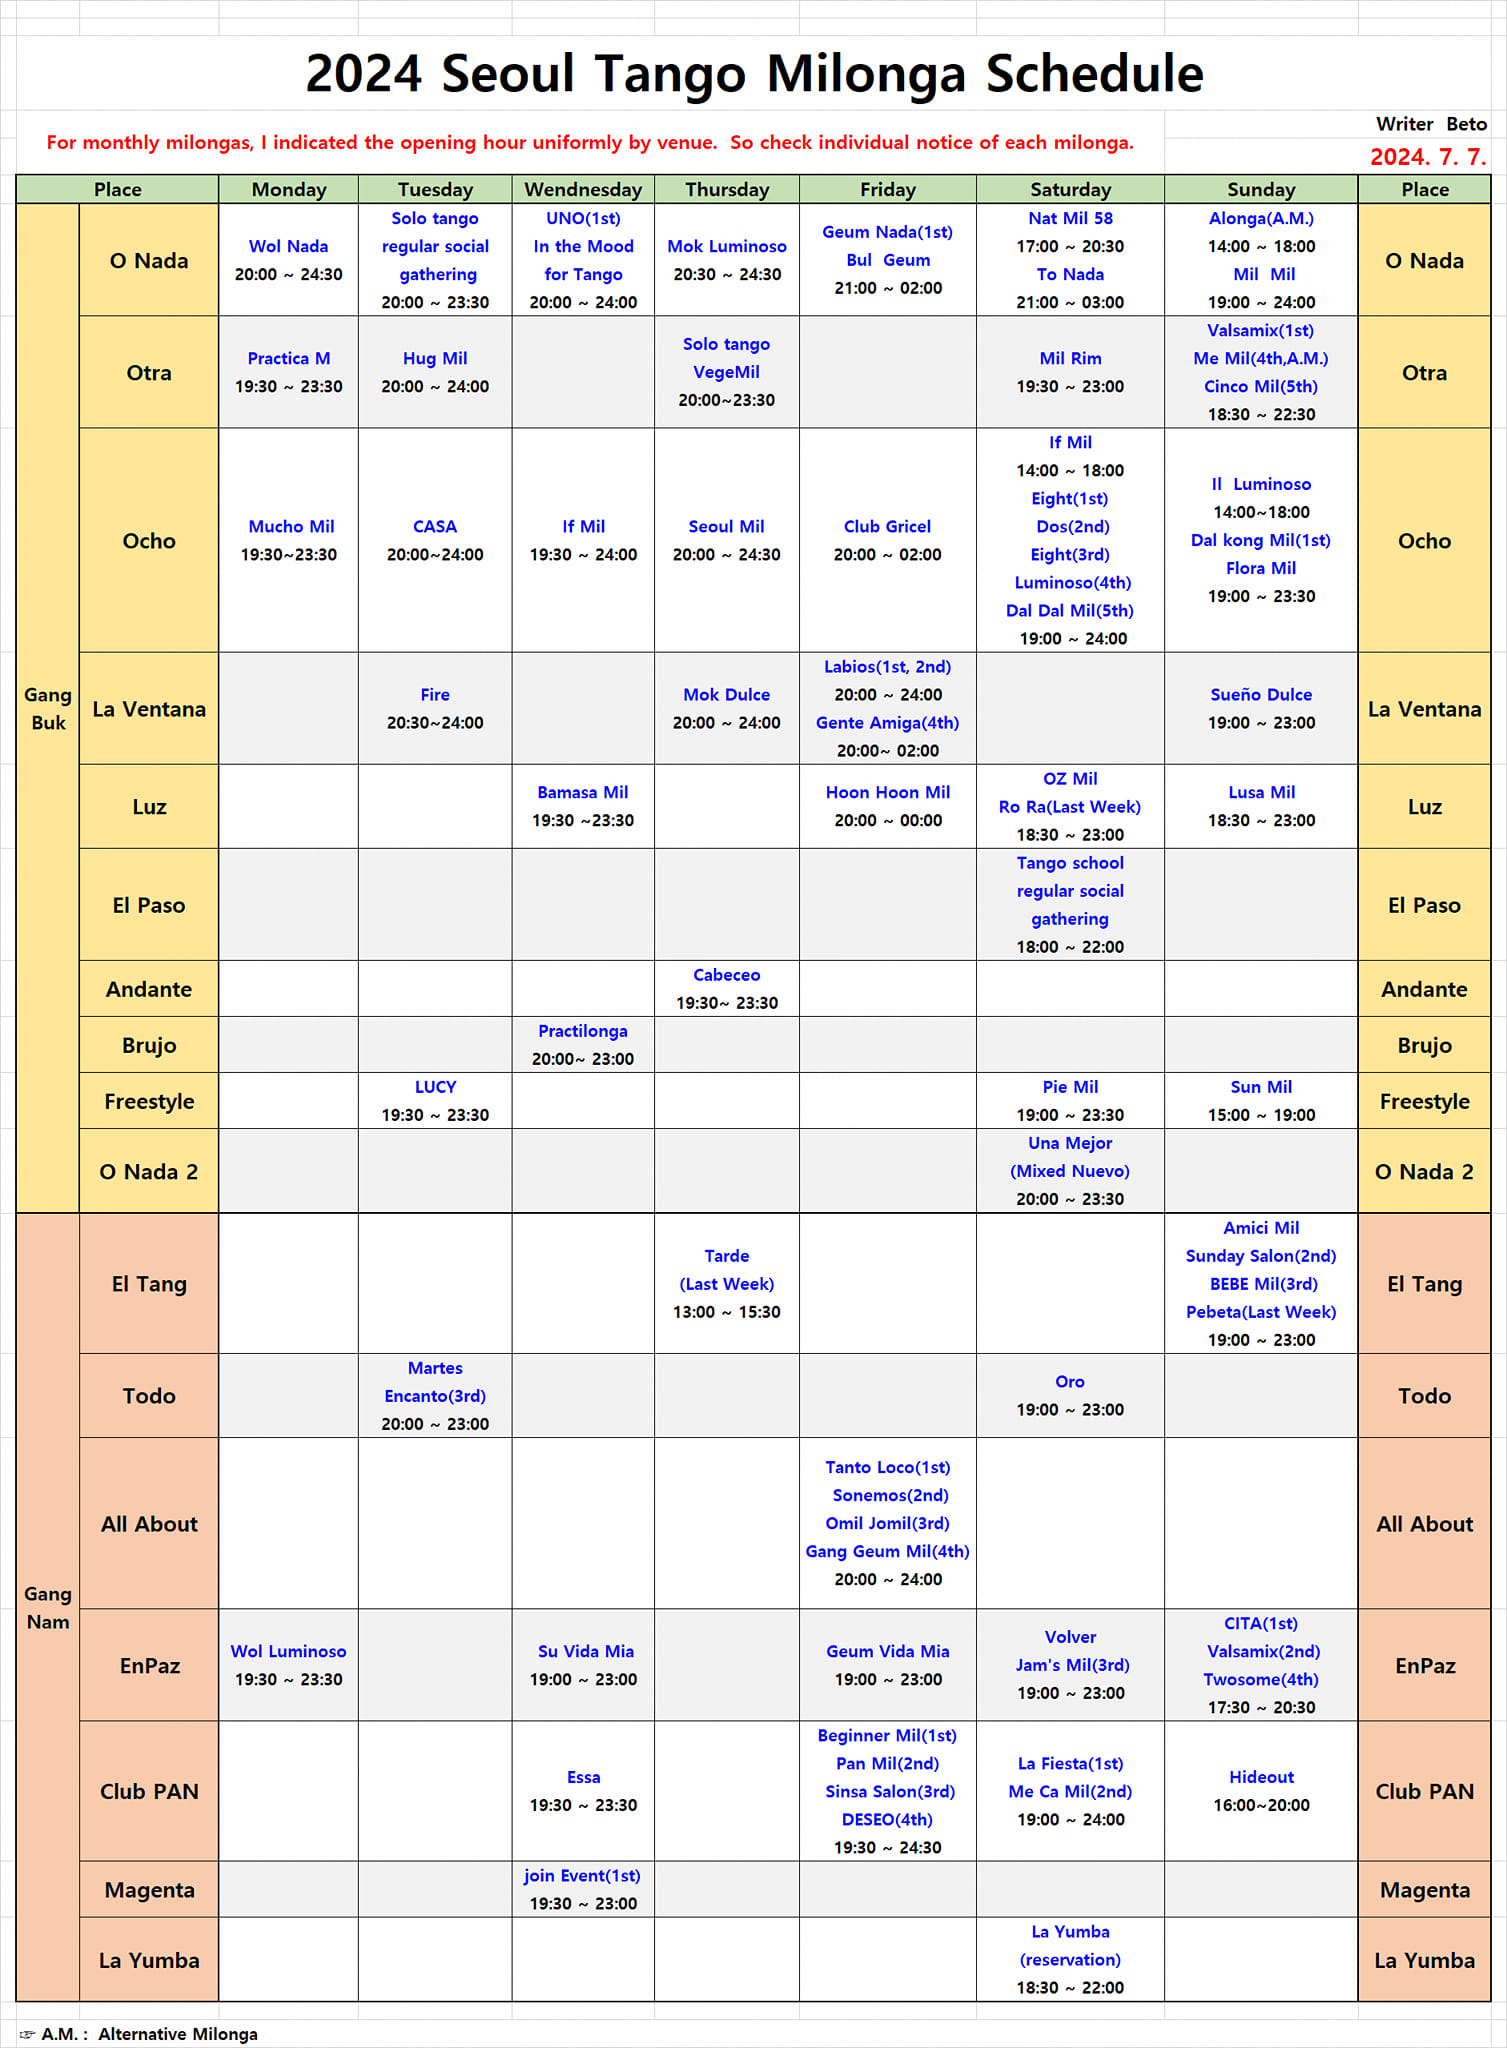 2024 Seoul Tango Milonga Schedule
For monthly milongas, I indicated the opening hour uniformly by venue.  So check individual notice of each milonga.
Writer  Beto
2024. 7. 7.
Place
Monday
Tuesday
Wendnesday
Thursday
Friday
Saturday
Sunday
Place
Gang
Buk
O Nada
Wol Nada
20:00 ~ 24:30
Solo tango
regular social
gathering
20:00 ~ 23:30
UNO(1st)
In the Mood
for Tango
20:00 ~ 24:00
Mok Luminoso
20:30 ~ 24:30
Geum Nada(1st)
Bul  Geum
21:00 ~ 02:00
Nat Mil 58
17:00 ~ 20:30
To Nada
21:00 ~ 03:00
Alonga(A.M.)
14:00 ~ 18:00
Mil  Mil
19:00 ~ 24:00
O Nada
Otra
Practica M
19:30 ~ 23:30
Hug Mil
20:00 ~ 24:00
Solo tango
VegeMil
20:00~23:30
Mil Rim
19:30 ~ 23:00
Valsamix(1st)
Me Mil(4th,A.M.)
Cinco Mil(5th)
18:30 ~ 22:30
Otra
Ocho
Mucho Mil
19:30~23:30
CASA
20:00~24:00
If Mil
19:30 ~ 24:00
Seoul Mil
20:00 ~ 24:30
Club Gricel
20:00 ~ 02:00
If Mil
14:00 ~ 18:00
Eight(1st)
Dos(2nd)
Eight(3rd)
Luminoso(4th)
Dal Dal Mil(5th)
19:00 ~ 24:00
Il  Luminoso
14:00~18:00
Dal kong Mil(1st)
Flora Mil
19:00 ~ 23:30
Ocho
La Ventana
Fire
20:30~24:00
Mok Dulce
20:00 ~ 24:00
Labios(1st, 2nd)
20:00 ~ 24:00
Gente Amiga(4th)
20:00~ 02:00
Sueño Dulce
19:00 ~ 23:00
La Ventana
Luz
Bamasa Mil
19:30 ~23:30
Hoon Hoon Mil
20:00 ~ 00:00
OZ Mil
Ro Ra(Last Week)
18:30 ~ 23:00
Lusa Mil
18:30 ~ 23:00
Luz
El Paso
Tango school
regular social
gathering
18:00 ~ 22:00
El Paso
Andante
Cabeceo
19:30~ 23:30
Andante
Brujo
Practilonga
20:00~ 23:00
Brujo
Freestyle
LUCY
19:30 ~ 23:30
Pie Mil
19:00 ~ 23:30
Sun Mil
15:00 ~ 19:00
Freestyle
O Nada 2
Una Mejor
(Mixed Nuevo)
20:00 ~ 23:30
O Nada 2
Gang
Nam
El Tang
Tarde
(Last Week)
13:00 ~ 15:30
Amici Mil
Sunday Salon(2nd)
BEBE Mil(3rd)
Pebeta(Last Week)
19:00 ~ 23:00
El Tang
Todo
Martes
Encanto(3rd)
20:00 ~ 23:00
Oro
19:00 ~ 23:00
Todo
All About
Tanto Loco(1st)
Sonemos(2nd)
Omil Jomil(3rd)
Gang Geum Mil(4th)
20:00 ~ 24:00
All About
EnPaz
Wol Luminoso
19:30 ~ 23:30
Su Vida Mia
19:00 ~ 23:00
Geum Vida Mia
19:00 ~ 23:00
Volver
Jam's Mil(3rd)
19:00 ~ 23:00
CITA(1st)
Valsamix(2nd)
Twosome(4th)
17:30 ~ 20:30
EnPaz
Club PAN
Essa
19:30 ~ 23:30
Beginner Mil(1st)
Pan Mil(2nd)
Sinsa Salon(3rd)
DESEO(4th)
19:30 ~ 24:30
La Fiesta(1st)
Me Ca Mil(2nd)
19:00 ~ 24:00
Hideout
16:00~20:00
Club PAN
Magenta
join Event(1st)
19:30 ~ 23:00
Magenta
La Yumba
La Yumba
(reservation)
18:30 ~ 22:00
La Yumba
☞ A.M. :  Alternative Milonga